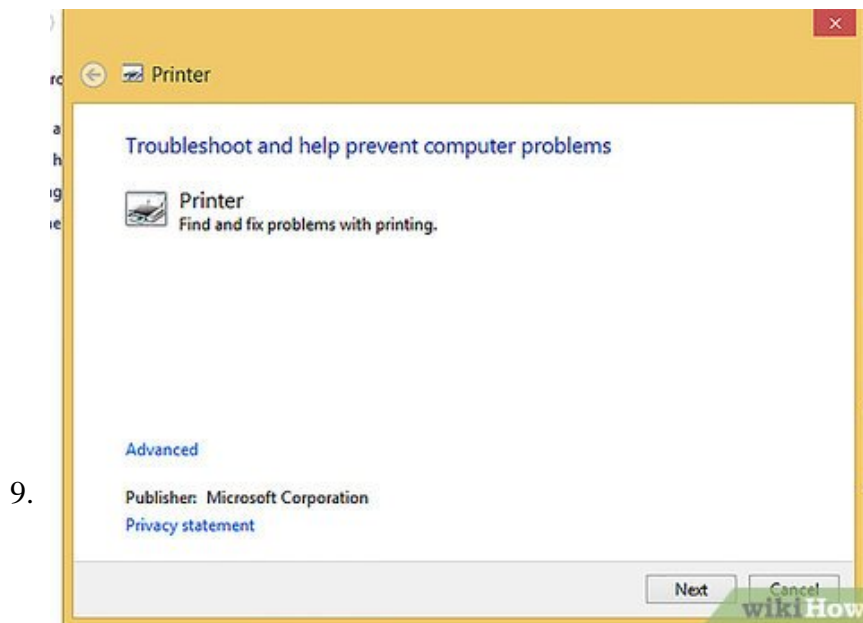 Printer
Troubleshoot and help prevent computer problems
Printer
Find and fix problems with printing.
Advanced
9.
Publisher: Microsoft Corporation
Privacy statement
Next
Cancel
wikiHow